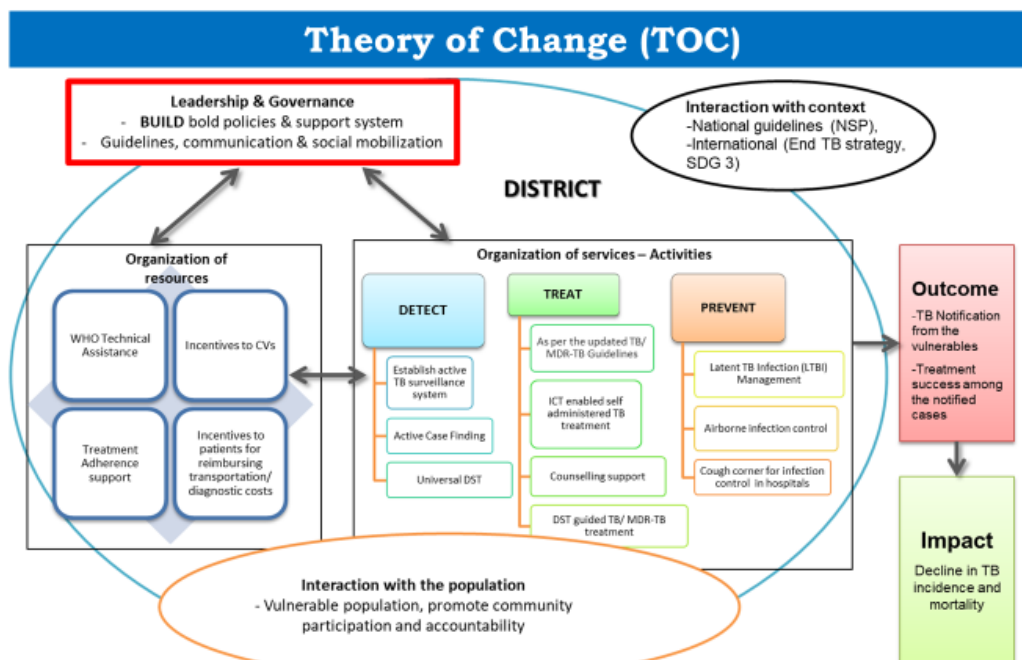 Theory of Change (TOC)
Leadership & Governance
- BUILD bold policies & support system
- Guidelines, communication & social mobilization
Interaction with context
-National guidelines (NSP),
-International (End TB strategy,
SDG 3)
DISTRICT
Organization of
resources
WHO Technical
Assistance
Incentives to CVs
Treatment
Adherence
support
Incentives to
patients for
reimbursing
transportation/
diagnostic costs
Organization of services – Activities
DETECT
Establish active
TB surveillance
system
Active Case Finding
Universal DST
TREAT
As per the updated TB/
MDR-TB Guidelines
ICT enabled self
administered TB
treatment
Counselling support
DST guided TB/ MDR-TB
treatment
PREVENT
Latent TB Infection (LTBI)
Management
Airborne infection control
Cough corner for infection
control in hospitals
Outcome
-TB Notification
from the
vulnerables
-Treatment
success among
the notified
cases
Impact
Decline in TB
incidence and
mortality
Interaction with the population
- Vulnerable population, promote community
participation and accountability